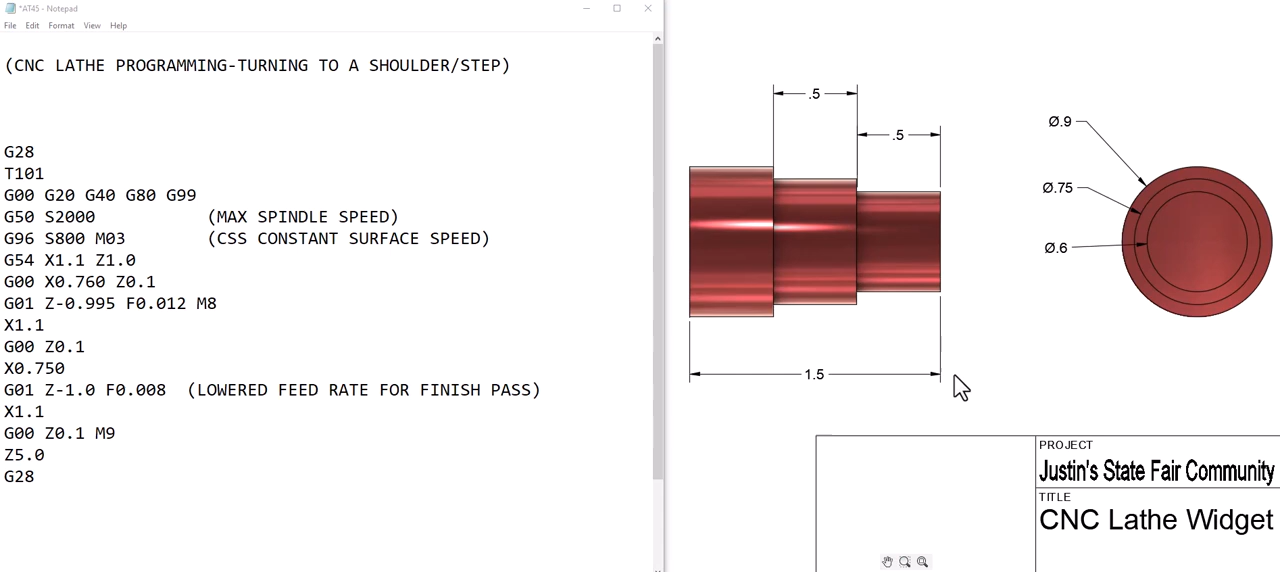 *AT45 - Notepad
File Edit Format View Help
(CNC LATHE PROGRAMMING-TURNING TO A SHOULDER/STEP)
G28
T101
G00 G20 G40 G80 G99
G50 S2000 (MAX SPINDLE SPEED)
G96 S800 M03 (CSS CONSTANT SURFACE SPEED)
G54 X1.1 Z1.0
G00 X0.760 Z0.1
G01 Z-0.995 F0.012 M8
X1.1
G00 Z0.1
X0.750
G01 Z-1.0 F0.008 (LOWERED FEED RATE FOR FINISH PASS)
X1.1
G00 Z0.1 M9
Z5.0
G28
.5
.5
1.5
Ø.9
Ø.75
Ø.6
PROJECT
Justin's State Fair Community
TITLE
CNC Lathe Widget